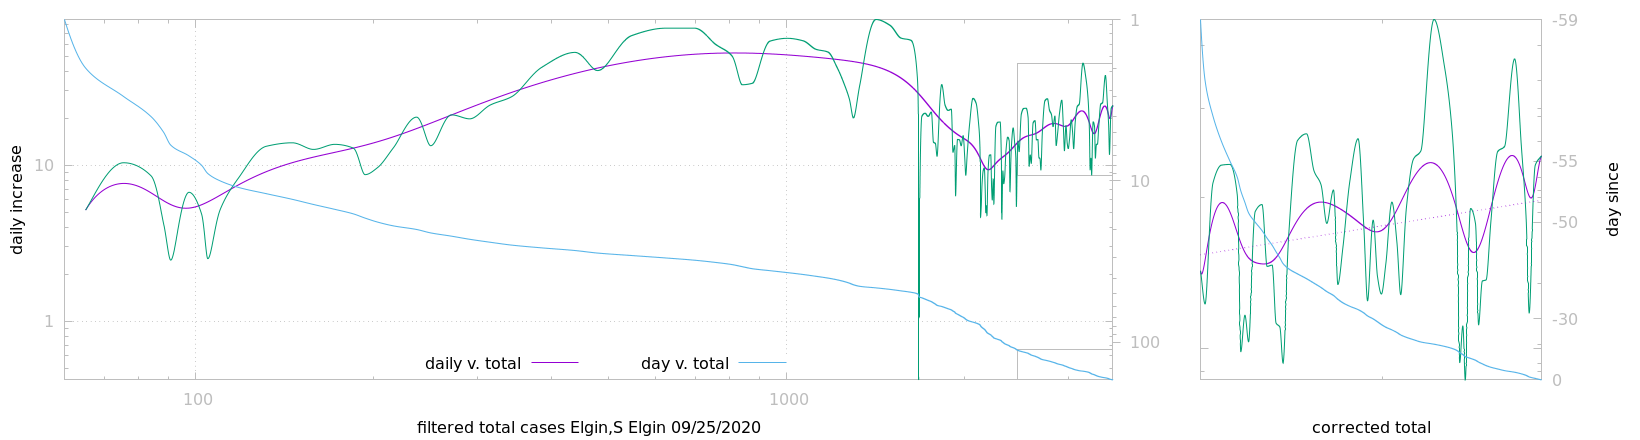 1
-59
-55
10
10
-50
daily increase
day since
1
-30
100
daily v. total
day v. total
0
100
1000
filtered total cases Elgin,S Elgin 09/25/2020
corrected total